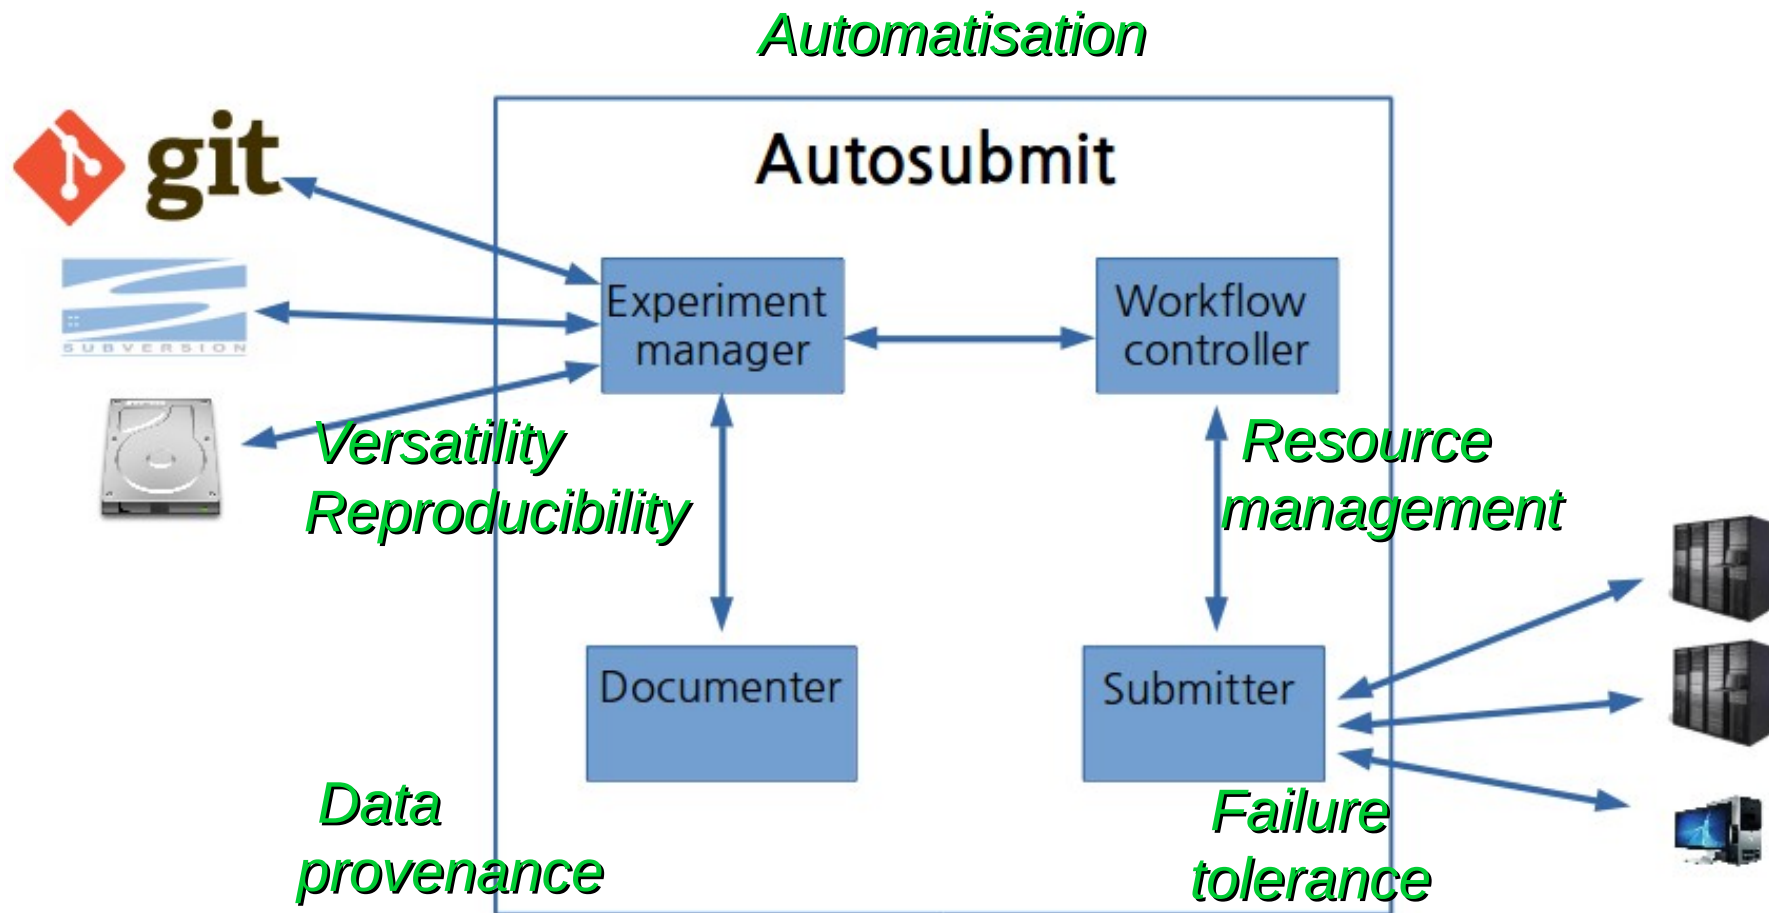 Automatisation
Autosubmit
git
SUBVERSION
Experiment
manager
Workflow
controller
Versatility
Reproducibility
Resource
management
Documenter
Submitter
Data
provenance
Failure
tolerance